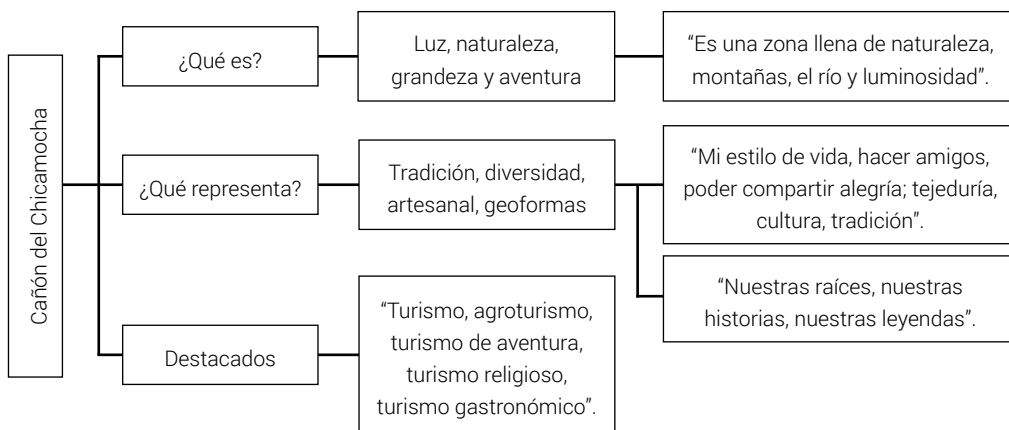 Cañón del Chicamocha
¿Qué es?
Luz, naturaleza,
grandeza y aventura
“Es una zona llena de naturaleza,
montañas, el río y luminosidad”.
¿Qué representa?
Tradición, diversidad,
artesanal, geoformas
“Mi estilo de vida, hacer amigos,
poder compartir alegría; tejeduría,
cultura, tradición”.
“Nuestras raíces, nuestras
historias, nuestras leyendas”.
Destacados
“Turismo, agroturismo,
turismo de aventura,
turismo religioso,
turismo gastronómico”.